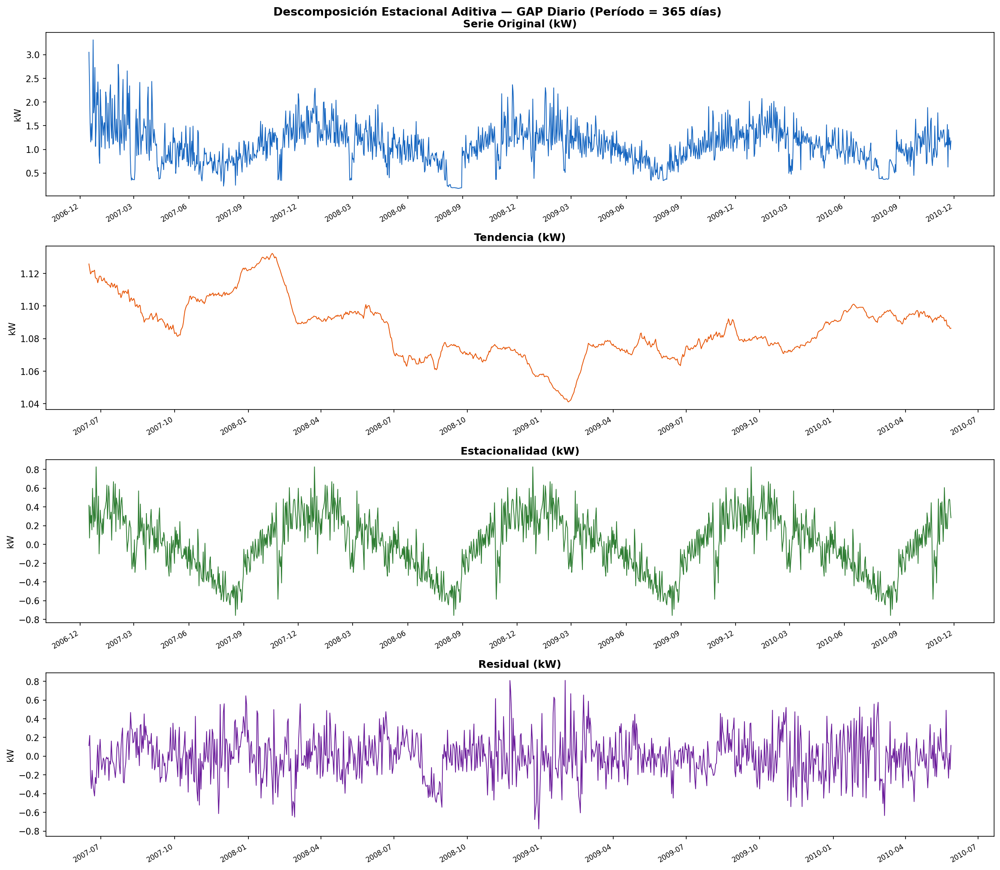 Descomposición Estacional Aditiva — GAP Diario (Período = 365 días)
Serie Original (kW)
kW
3.0
2.5
2.0
1.5
1.0
0.5
2006-12 2007-03 2007-06 2007-09 2007-12 2008-03 2008-06 2008-09 2008-12 2009-03 2009-06 2009-09 2009-12 2010-03 2010-06 2010-09 2010-12
Tendencia (kW)
kW
1.12
1.10
1.08
1.06
1.04
2007-07 2007-10 2008-01 2008-04 2008-07 2008-10 2009-01 2009-04 2009-07 2009-10 2010-01 2010-04 2010-07
Estacionalidad (kW)
kW
0.8
0.6
0.4
0.2
0.0
−0.2
−0.4
−0.6
−0.8
2006-12 2007-03 2007-06 2007-09 2007-12 2008-03 2008-06 2008-09 2008-12 2009-03 2009-06 2009-09 2009-12 2010-03 2010-06 2010-09 2010-12
Residual (kW)
kW
0.8
0.6
0.4
0.2
0.0
−0.2
−0.4
−0.6
−0.8
2007-07 2007-10 2008-01 2008-04 2008-07 2008-10 2009-01 2009-04 2009-07 2009-10 2010-01 2010-04 2010-07